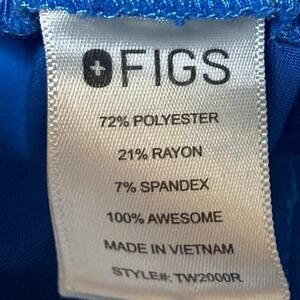 FIGS
72% POLYESTER
21% RAYON
7% SPANDEX
100% AWESOME
MADE IN VIETNAM
STYLE#: TW2000R